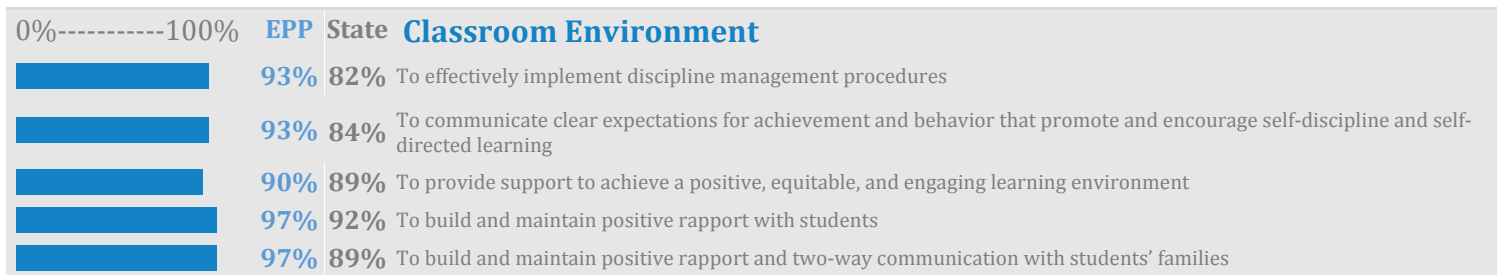 0%-----------100% EPP State Classroom Environment
93% 82% To effectively implement discipline management procedures
93% 84% To communicate clear expectations for achievement and behavior that promote and encourage self-discipline and self-
directed learning
90% 89% To provide support to achieve a positive, equitable, and engaging learning environment
97% 92% To build and maintain positive rapport with students
97% 89% To build and maintain positive rapport and two-way communication with students’ families